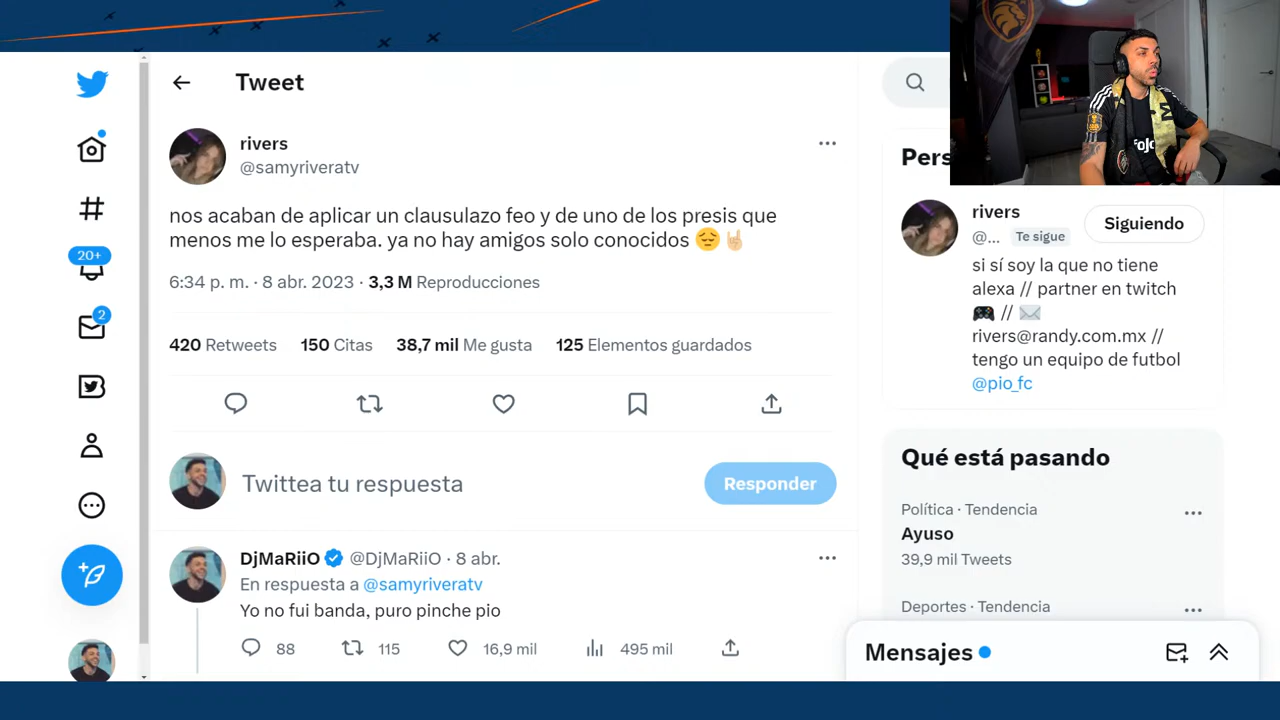 Tweet
rivers
@samyriveratv
nos acaban de aplicar un clausulazo feo y de uno de los presis que
menos me lo esperaba. ya no hay amigos solo conocidos 😔🤘🏻
6:34 p. m. · 8 abr. 2023 · 3,3 M Reproducciones
420 Retweets 150 Citas 38,7 mil Me gusta 125 Elementos guardados
Twittea tu respuesta
Responder
DjMaRiiO @DjMaRiiO · 8 abr.
En respuesta a @samyriveratv
Yo no fui banda, puro pinche pio
88 115 16,9 mil 495 mil
20+
2
Pers
rivers
@... Te sigue
Siguiendo
si sí soy la que no tiene
alexa // partner en twitch
🎮 // ✉️
rivers@randy.com.mx //
tengo un equipo de futbol
@pio_fc
Qué está pasando
Política · Tendencia
Ayuso
39,9 mil Tweets
Deportes · Tendencia
Mensajes